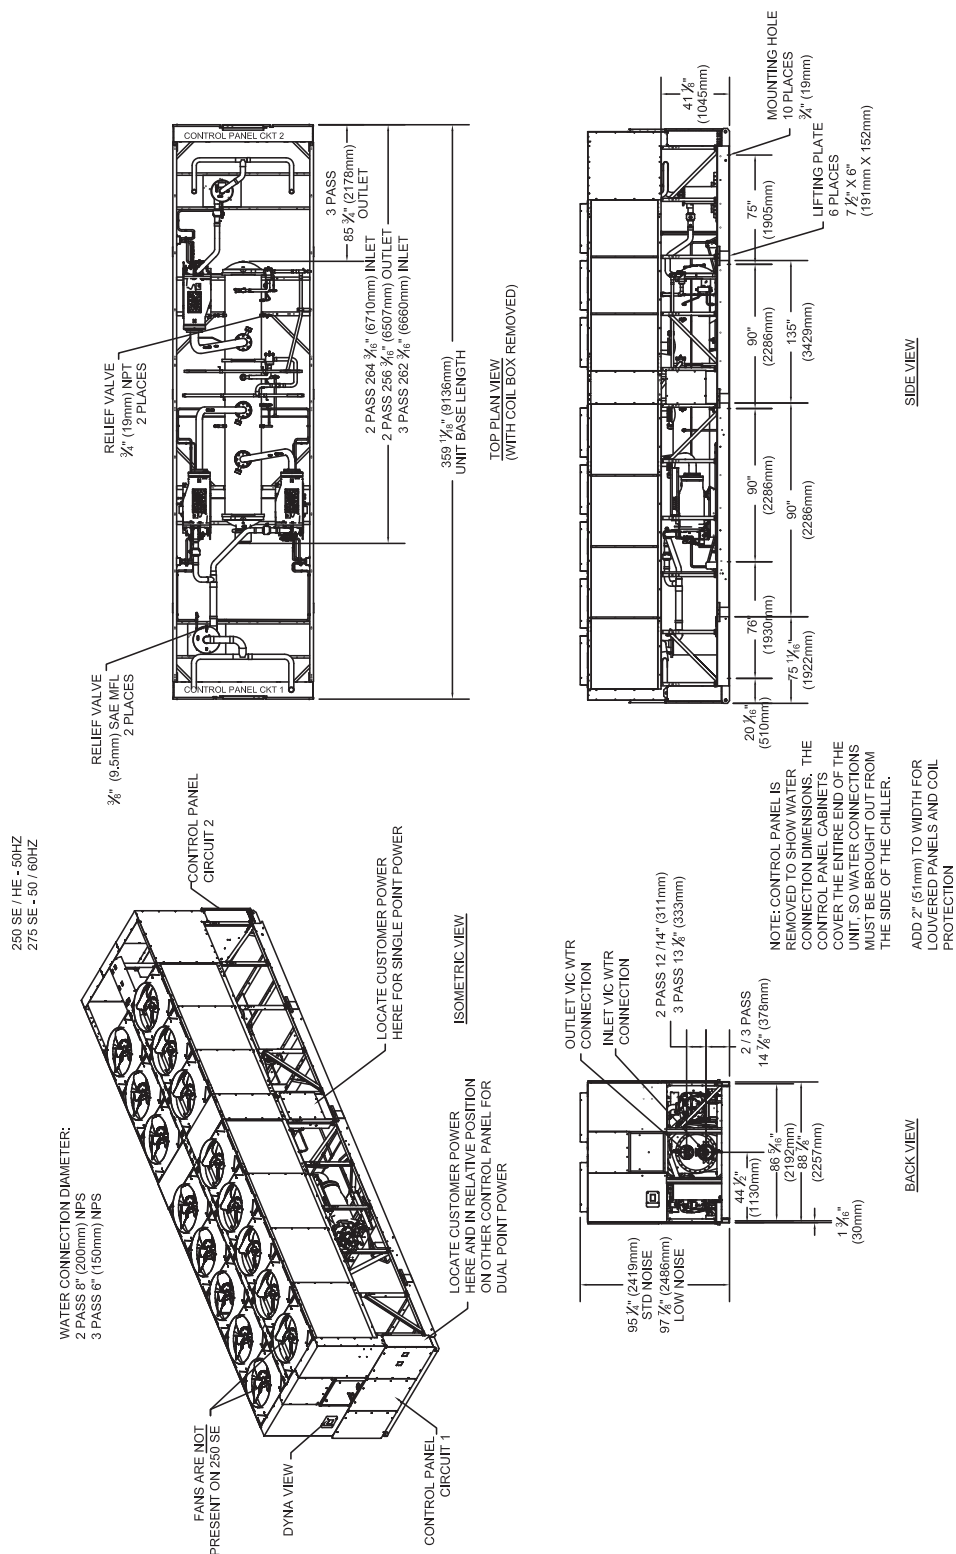 250 SE / HE - 50HZ
275 SE - 50 / 60HZ
WATER CONNECTION DIAMETER:
2 PASS 8" (200mm) NPS
3 PASS 6" (150mm) NPS
FANS ARE NOT
PRESENT ON 250 SE
DYNA VIEW
CONTROL PANEL
CIRCUIT 1
LOCATE CUSTOMER POWER
HERE AND IN RELATIVE POSITION
ON OTHER CONTROL PANEL FOR
DUAL POINT POWER
LOCATE CUSTOMER POWER
HERE FOR SINGLE POINT POWER
CONTROL PANEL
CIRCUIT 2
ISOMETRIC VIEW
RELIEF VALVE
3⁄8" (9.5mm) SAE MFL
2 PLACES
RELIEF VALVE
3⁄4" (19mm) NPT
2 PLACES
CONTROL PANEL CKT 1
CONTROL PANEL CKT 2
3 PASS
85 3⁄4" (2178mm)
OUTLET
2 PASS 264 3⁄16" (6710mm) INLET
2 PASS 256 3⁄16" (6507mm) OUTLET
3 PASS 262 3⁄16" (6660mm) INLET
359 11⁄18" (9136mm)
UNIT BASE LENGTH
TOP PLAN VIEW
(WITH COIL BOX REMOVED)
95 1⁄4" (2419mm)
STD NOISE
97 7⁄8" (2486mm)
LOW NOISE
OUTLET VIC WTR
CONNECTION
INLET VIC WTR
CONNECTION
2 PASS 12 /14" (311mm)
3 PASS 13 1⁄8" (333mm)
2 / 3 PASS
14 7⁄8" (378mm)
44 1⁄2"
(1130mm)
86 5⁄16"
(2192mm)
88 7⁄8"
(2257mm)
1 3⁄16"
(30mm)
BACK VIEW
NOTE: CONTROL PANEL IS
REMOVED TO SHOW WATER
CONNECTION DIMENSIONS. THE
CONTROL PANEL CABINETS
COVER THE ENTIRE END OF THE
UNIT, SO WATER CONNECTIONS
MUST BE BROUGHT OUT FROM
THE SIDE OF THE CHILLER.
ADD 2" (51mm) TO WIDTH FOR
LOUVERED PANELS AND COIL
PROTECTION
20 1⁄16"
(510mm)
76"
(1930mm)
75 11⁄16"
(1922mm)
90"
(2286mm)
90"
(2286mm)
90"
(2286mm)
135"
(3429mm)
75"
(1905mm)
41 1⁄8"
(1045mm)
MOUNTING HOLE
10 PLACES
3⁄4" (19mm)
LIFTING PLATE
6 PLACES
7 1⁄2" X 6"
(191mm X 152mm)
SIDE VIEW